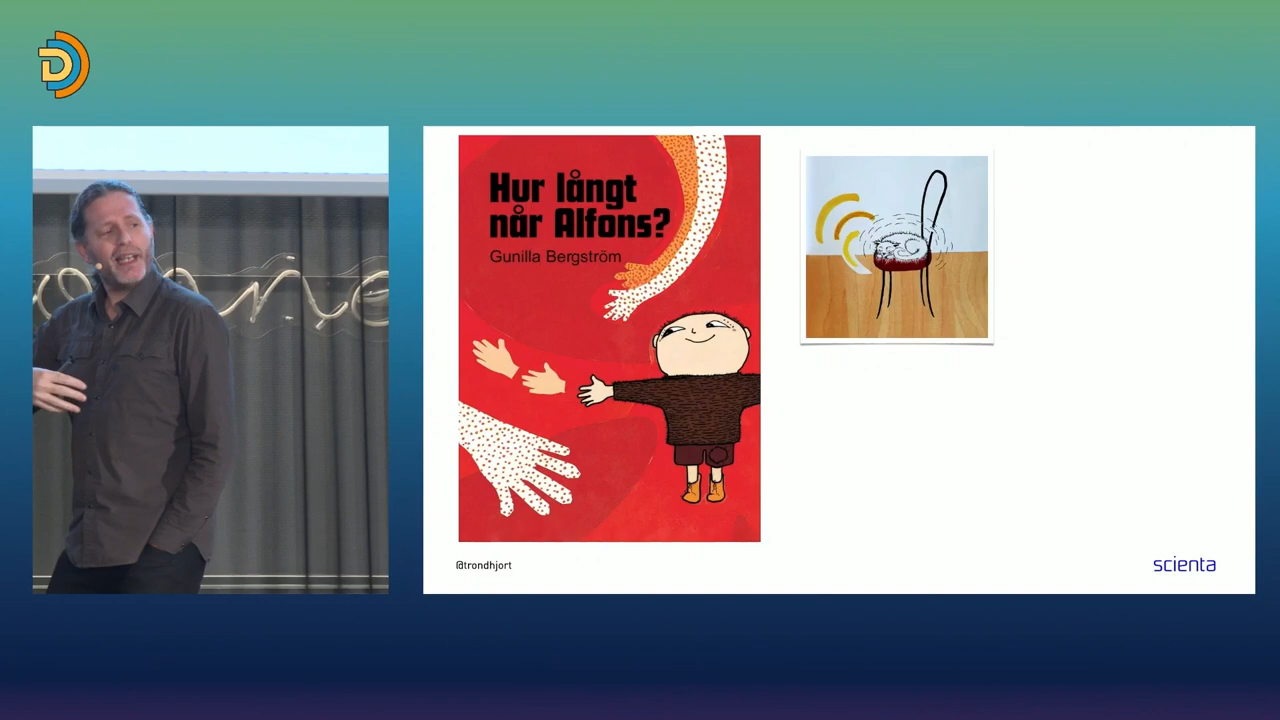 D
Hur långt
når Alfons?
Gunilla Bergström
@trondhjort
scienta